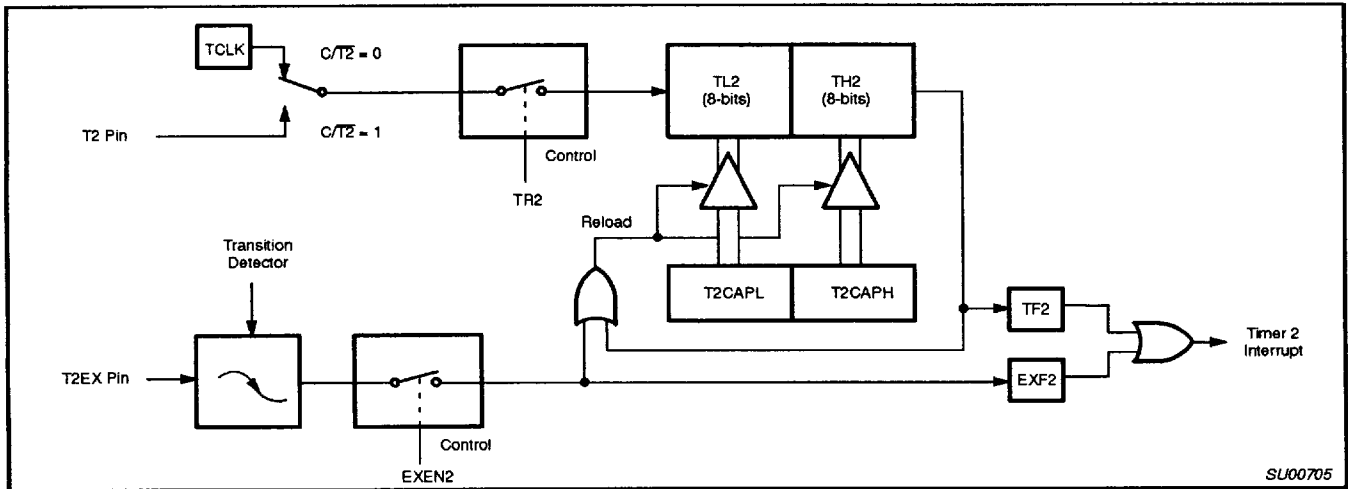 TCLK
C/T2 = 0
TL2
(8-bits)
TH2
(8-bits)
T2 Pin
C/T2 = 1
Control
TR2
Reload
Transition
Detector
T2CAPL
T2CAPH
TF2
Timer 2
Interrupt
T2EX Pin
EXF2
Control
EXEN2
SU00705